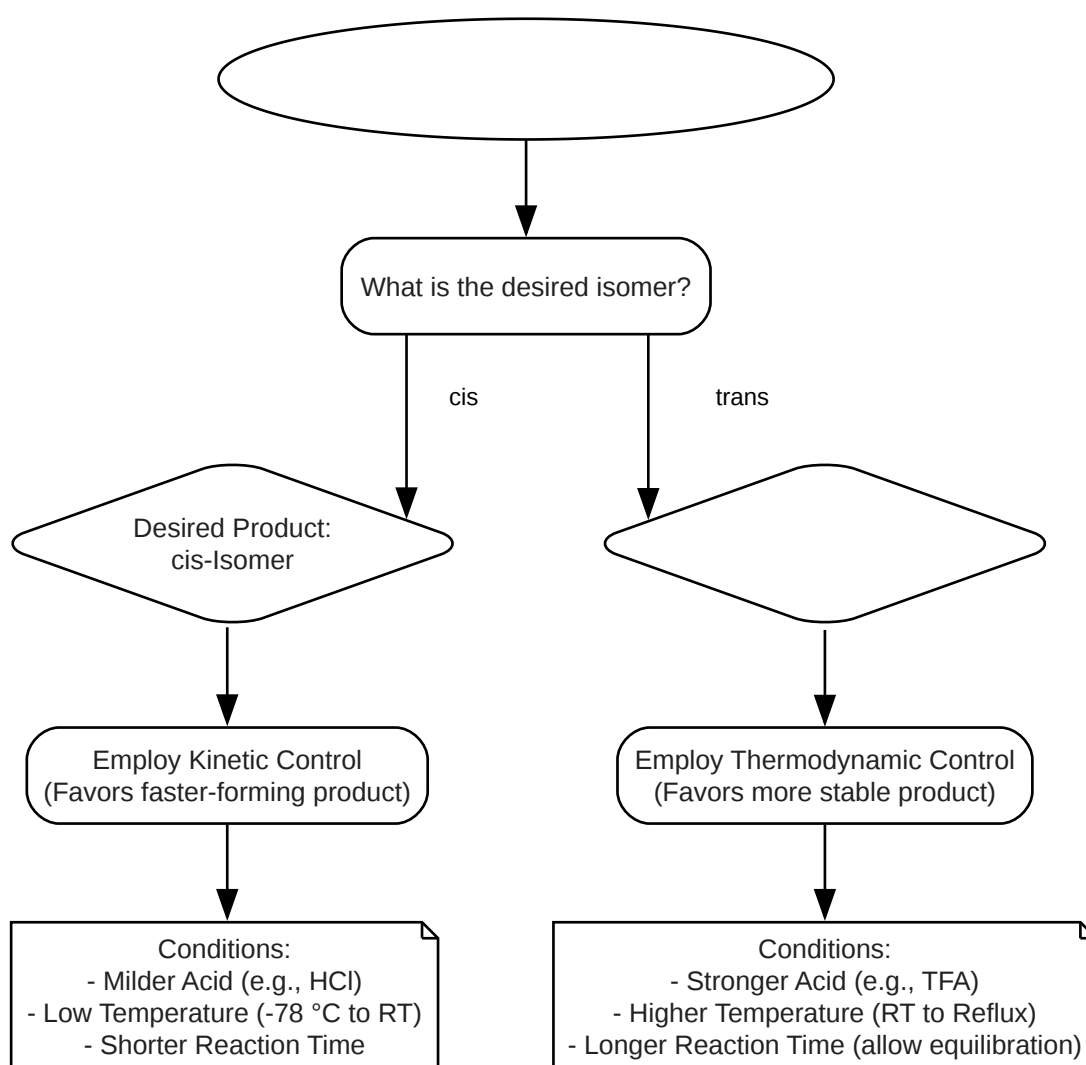 What is the desired isomer?
cis
trans
Desired Product:
cis-Isomer
Employ Kinetic Control
(Favors faster-forming product)
Employ Thermodynamic Control
(Favors more stable product)
Conditions:
- Milder Acid (e.g., HCl)
- Low Temperature (-78 °C to RT)
- Shorter Reaction Time
Conditions:
- Stronger Acid (e.g., TFA)
- Higher Temperature (RT to Reflux)
- Longer Reaction Time (allow equilibration)